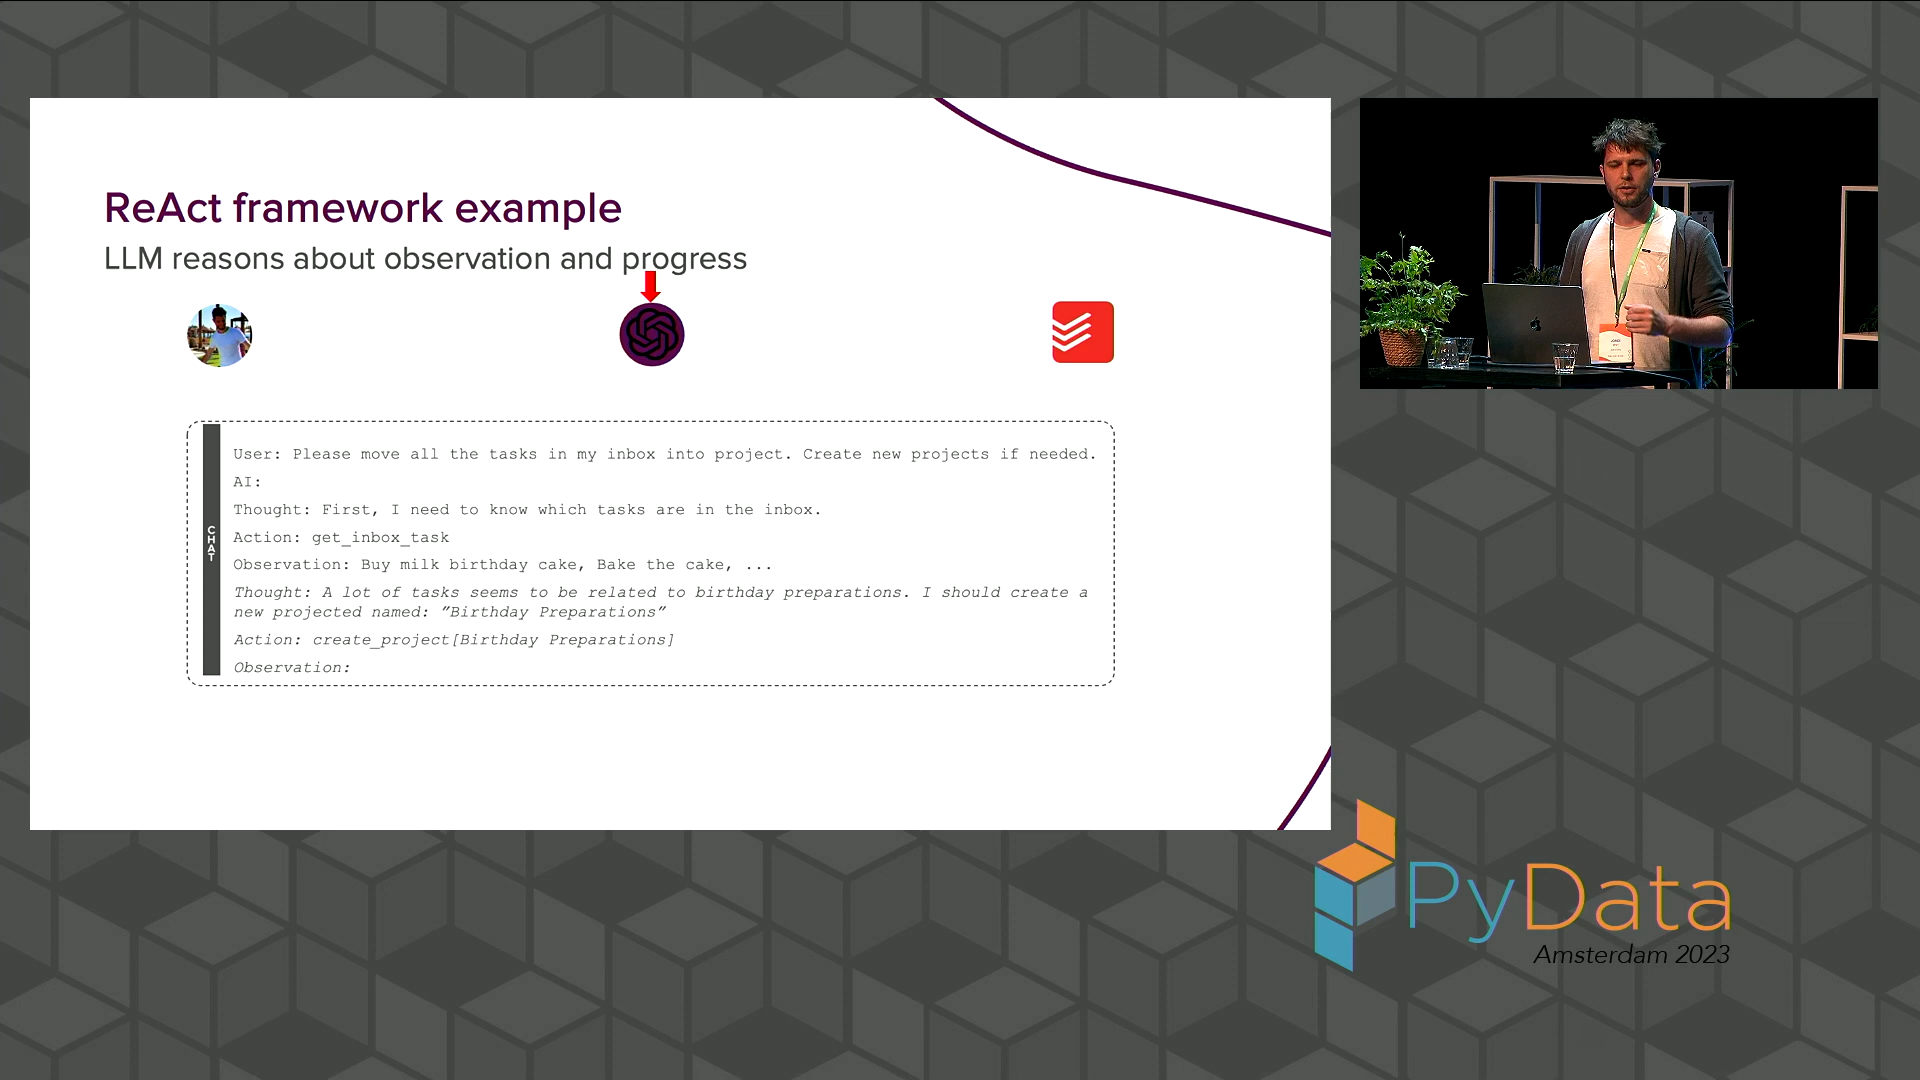 ReAct framework example
LLM reasons about observation and progress
CHAT
User: Please move all the tasks in my inbox into project. Create new projects if needed.
AI:
Thought: First, I need to know which tasks are in the inbox.
Action: get_inbox_task
Observation: Buy milk birthday cake, Bake the cake, ...
Thought: A lot of tasks seems to be related to birthday preparations. I should create a
new projected named: ”Birthday Preparations”
Action: create_project[Birthday Preparations]
Observation:
PyData
Amsterdam 2023